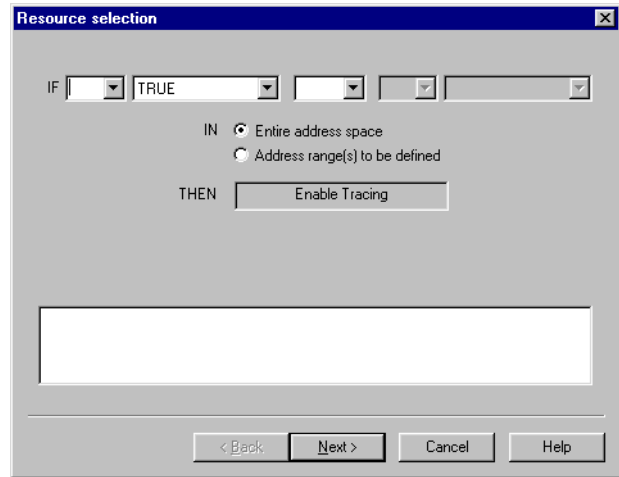 Resource selection
IF TRUE
IN Entire address space
Address range(s) to be defined
THEN Enable Tracing
< Back Next > Cancel Help